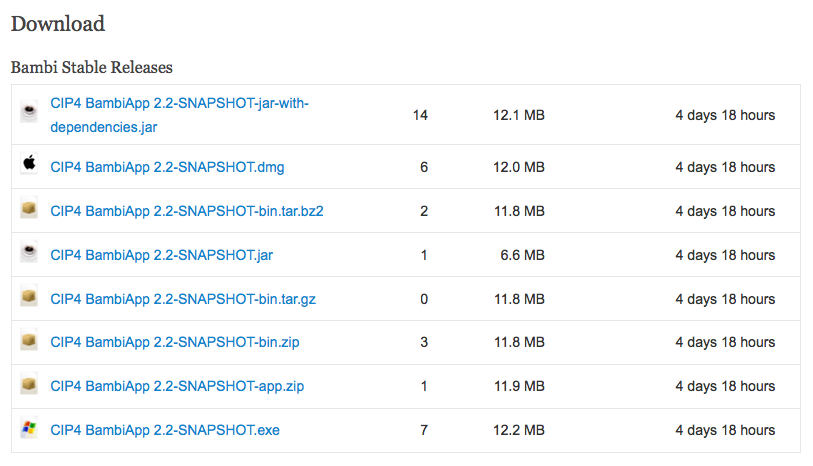 Download
Bambi Stable Releases
CIP4 BambiApp 2.2-SNAPSHOT-jar-with-
dependencies.jar 14 12.1 MB 4 days 18 hours
CIP4 BambiApp 2.2-SNAPSHOT.dmg 6 12.0 MB 4 days 18 hours
CIP4 BambiApp 2.2-SNAPSHOT-bin.tar.bz2 2 11.8 MB 4 days 18 hours
CIP4 BambiApp 2.2-SNAPSHOT.jar 1 6.6 MB 4 days 18 hours
CIP4 BambiApp 2.2-SNAPSHOT-bin.tar.gz 0 11.8 MB 4 days 18 hours
CIP4 BambiApp 2.2-SNAPSHOT-bin.zip 3 11.8 MB 4 days 18 hours
CIP4 BambiApp 2.2-SNAPSHOT-app.zip 1 11.9 MB 4 days 18 hours
CIP4 BambiApp 2.2-SNAPSHOT.exe 7 12.2 MB 4 days 18 hours